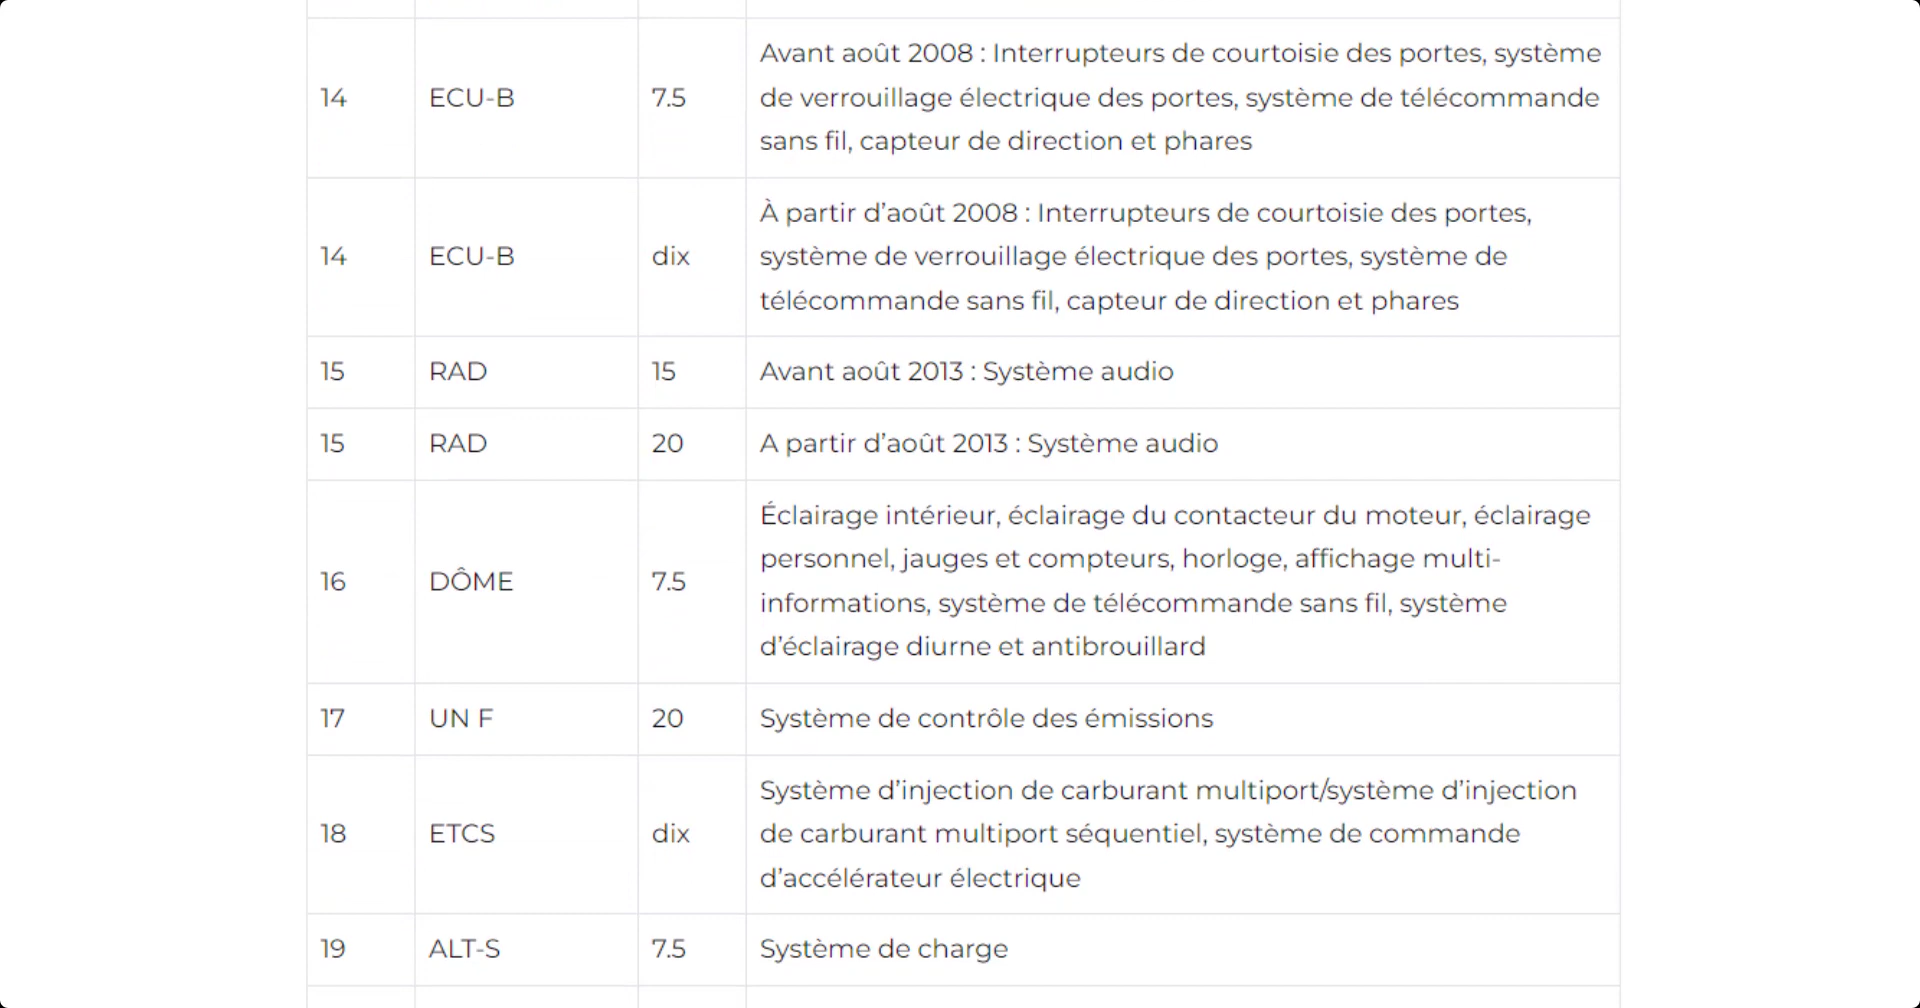 14 ECU-B 7.5 Avant août 2008 : Interrupteurs de courtoisie des portes, système
de verrouillage électrique des portes, système de télécommande
sans fil, capteur de direction et phares
14 ECU-B dix À partir d’août 2008 : Interrupteurs de courtoisie des portes,
système de verrouillage électrique des portes, système de
télécommande sans fil, capteur de direction et phares
15 RAD 15 Avant août 2013 : Système audio
15 RAD 20 A partir d’août 2013 : Système audio
16 DÔME 7.5 Éclairage intérieur, éclairage du contacteur du moteur, éclairage
personnel, jauges et compteurs, horloge, affichage multi-
informations, système de télécommande sans fil, système
d’éclairage diurne et antibrouillard
17 UN F 20 Système de contrôle des émissions
18 ETCS dix Système d’injection de carburant multiport/système d’injection
de carburant multiport séquentiel, système de commande
d’accélérateur électrique
19 ALT-S 7.5 Système de charge